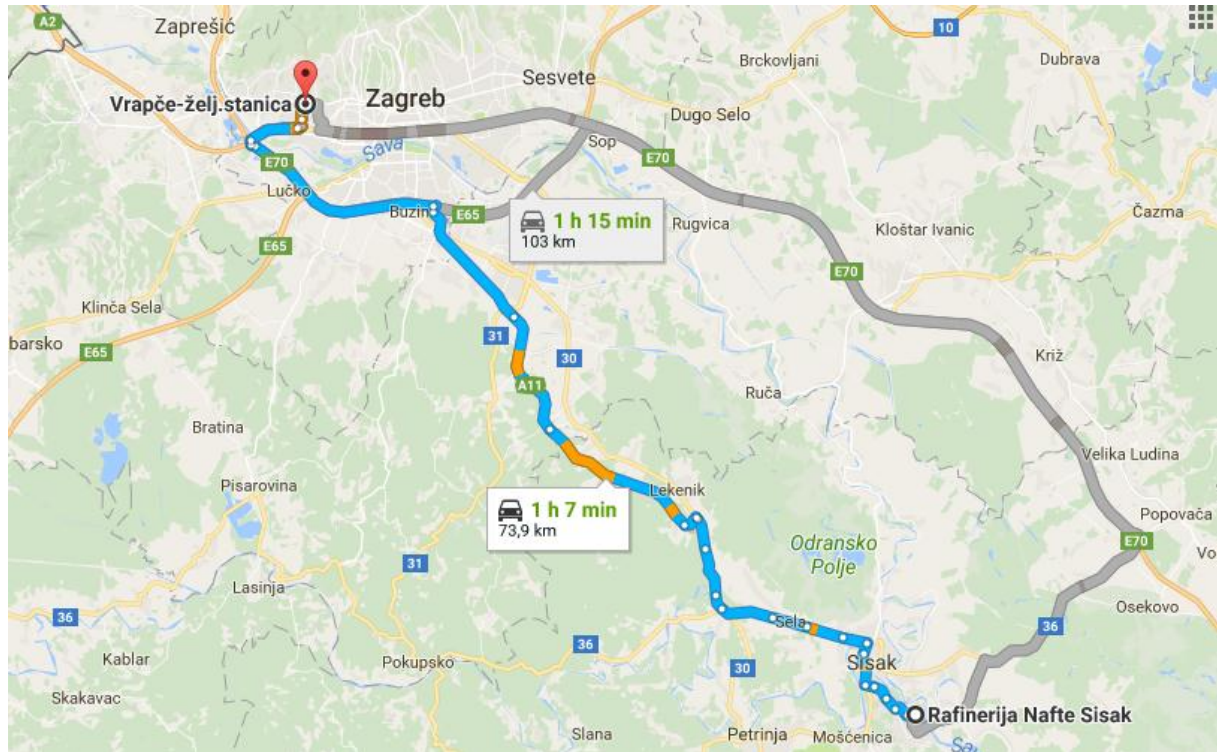 A2
Zaprešić
10
Brckovljani
Dubrava
Sesvete
Vrapče-želj.stanica
Zagreb
Dugo Selo
Sava
Sop
E70
E70
Lučko
Buzin
E65
1 h 15 min
103 km
Rugvica
Čazma
Kloštar Ivanic
E65
E70
Klinča Sela
31
barsko
E65
30
Križ
A11
Ruča
Bratina
Velika Ludina
Pisarovina
Lekenik
1 h 7 min
73,9 km
Popovača
Odransko
Polje
E70
Vo
31
Lasinja
Osekovo
36
Sela
36
36
Kablar
Pokupsko
30
Sisak
Skakavac
Rafinerija Nafte Sisak
Slana
Petrinja
Mošćenica
Sa